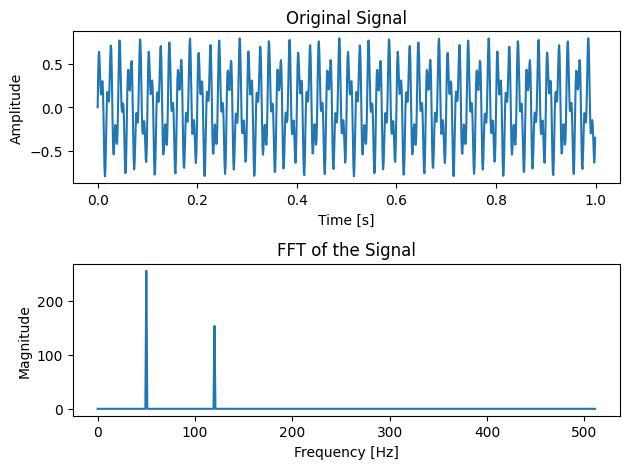 Original Signal
Amplitude
0.5
0.0
−0.5
0.0 0.2 0.4 0.6 0.8 1.0
Time [s]
FFT of the Signal
Magnitude
200
100
0
0 100 200 300 400 500
Frequency [Hz]